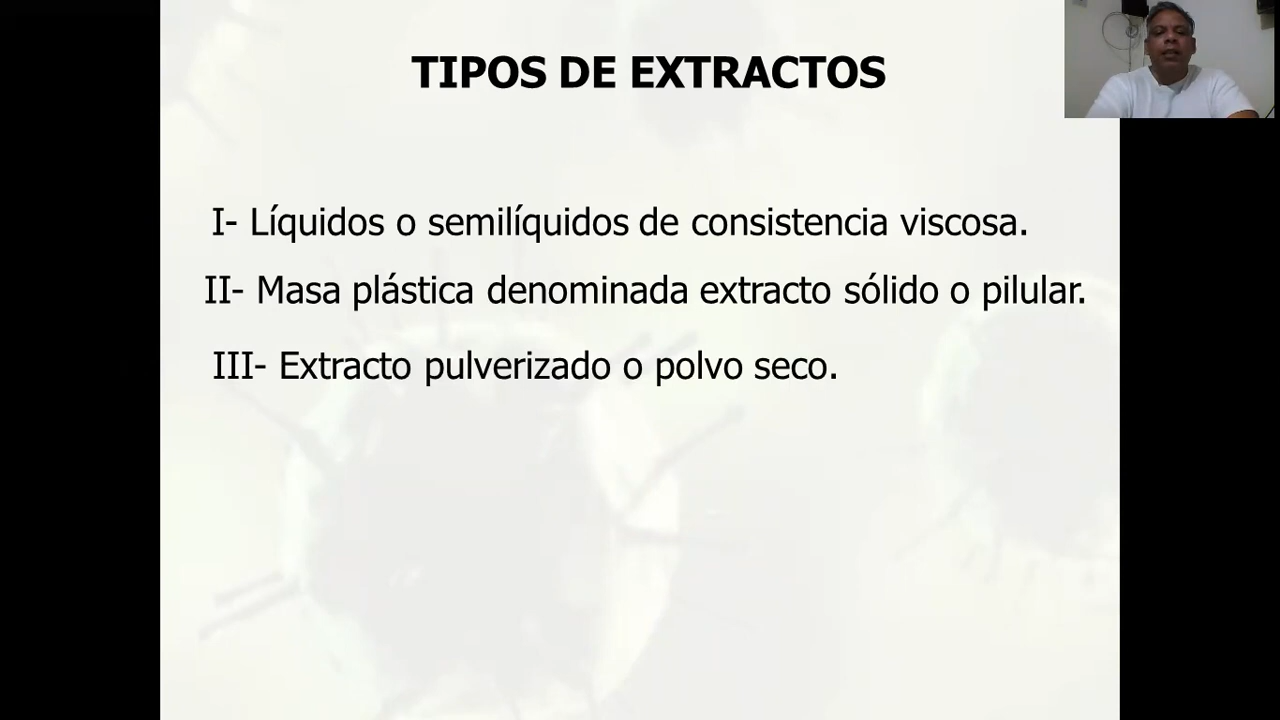 TIPOS DE EXTRACTOS
I- Líquidos o semilíquidos de consistencia viscosa.
II- Masa plástica denominada extracto sólido o pilular.
III- Extracto pulverizado o polvo seco.